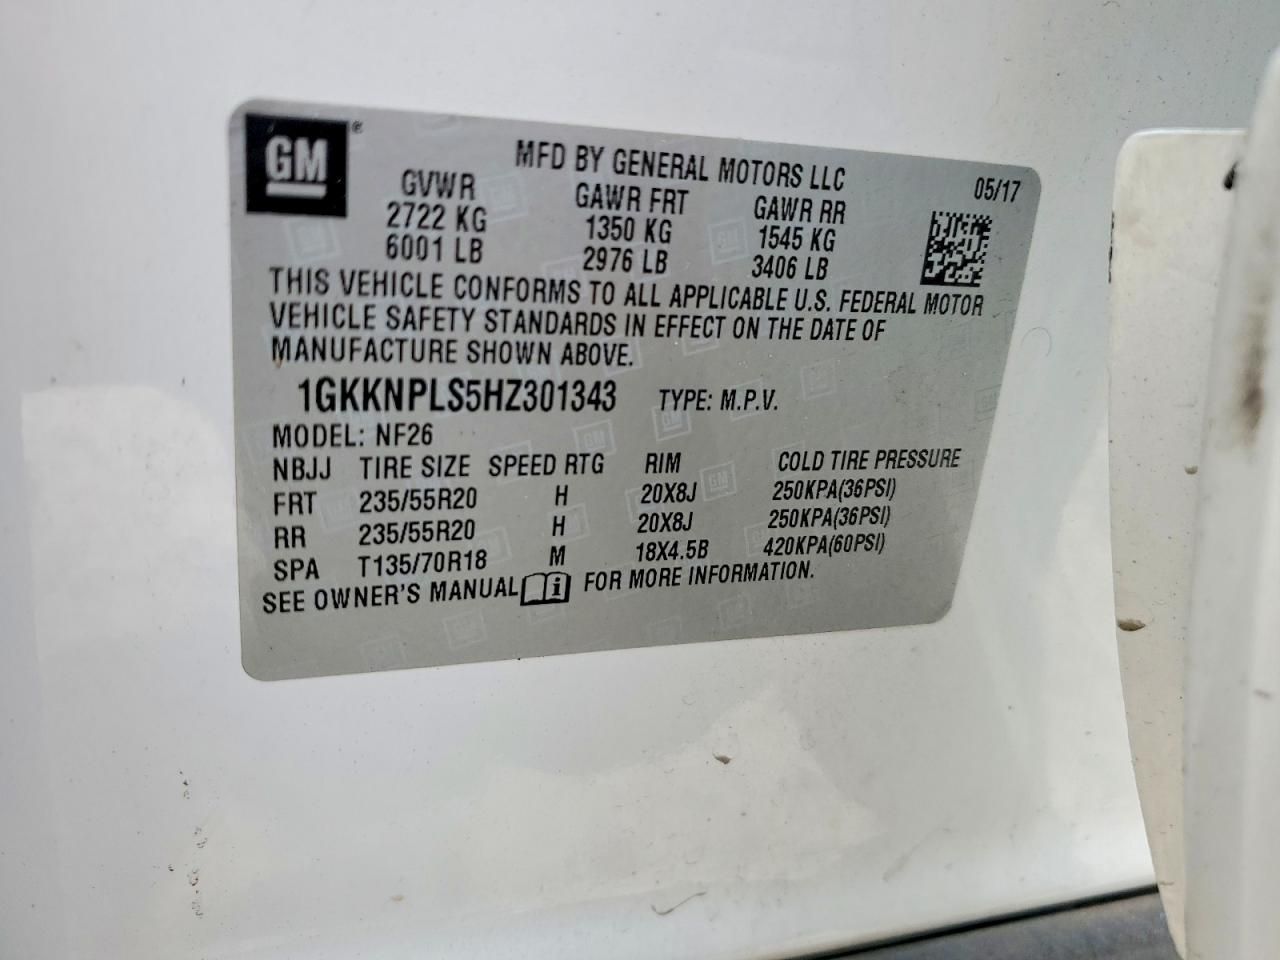 GM®
MFD BY GENERAL MOTORS LLC
05/17
GVWR GAWR FRT GAWR RR
2722 KG 1350 KG 1545 KG
6001 LB 2976 LB 3406 LB
THIS VEHICLE CONFORMS TO ALL APPLICABLE U.S. FEDERAL MOTOR
VEHICLE SAFETY STANDARDS IN EFFECT ON THE DATE OF
MANUFACTURE SHOWN ABOVE.
1GKKNPLS5HZ301343 TYPE: M.P.V.
MODEL: NF26
NBJJ TIRE SIZE SPEED RTG RIM COLD TIRE PRESSURE
FRT 235/55R20 H 20X8J 250KPA(36PSI)
RR 235/55R20 H 20X8J 250KPA(36PSI)
SPA T135/70R18 M 18X4.5B 420KPA(60PSI)
SEE OWNER'S MANUAL i FOR MORE INFORMATION.